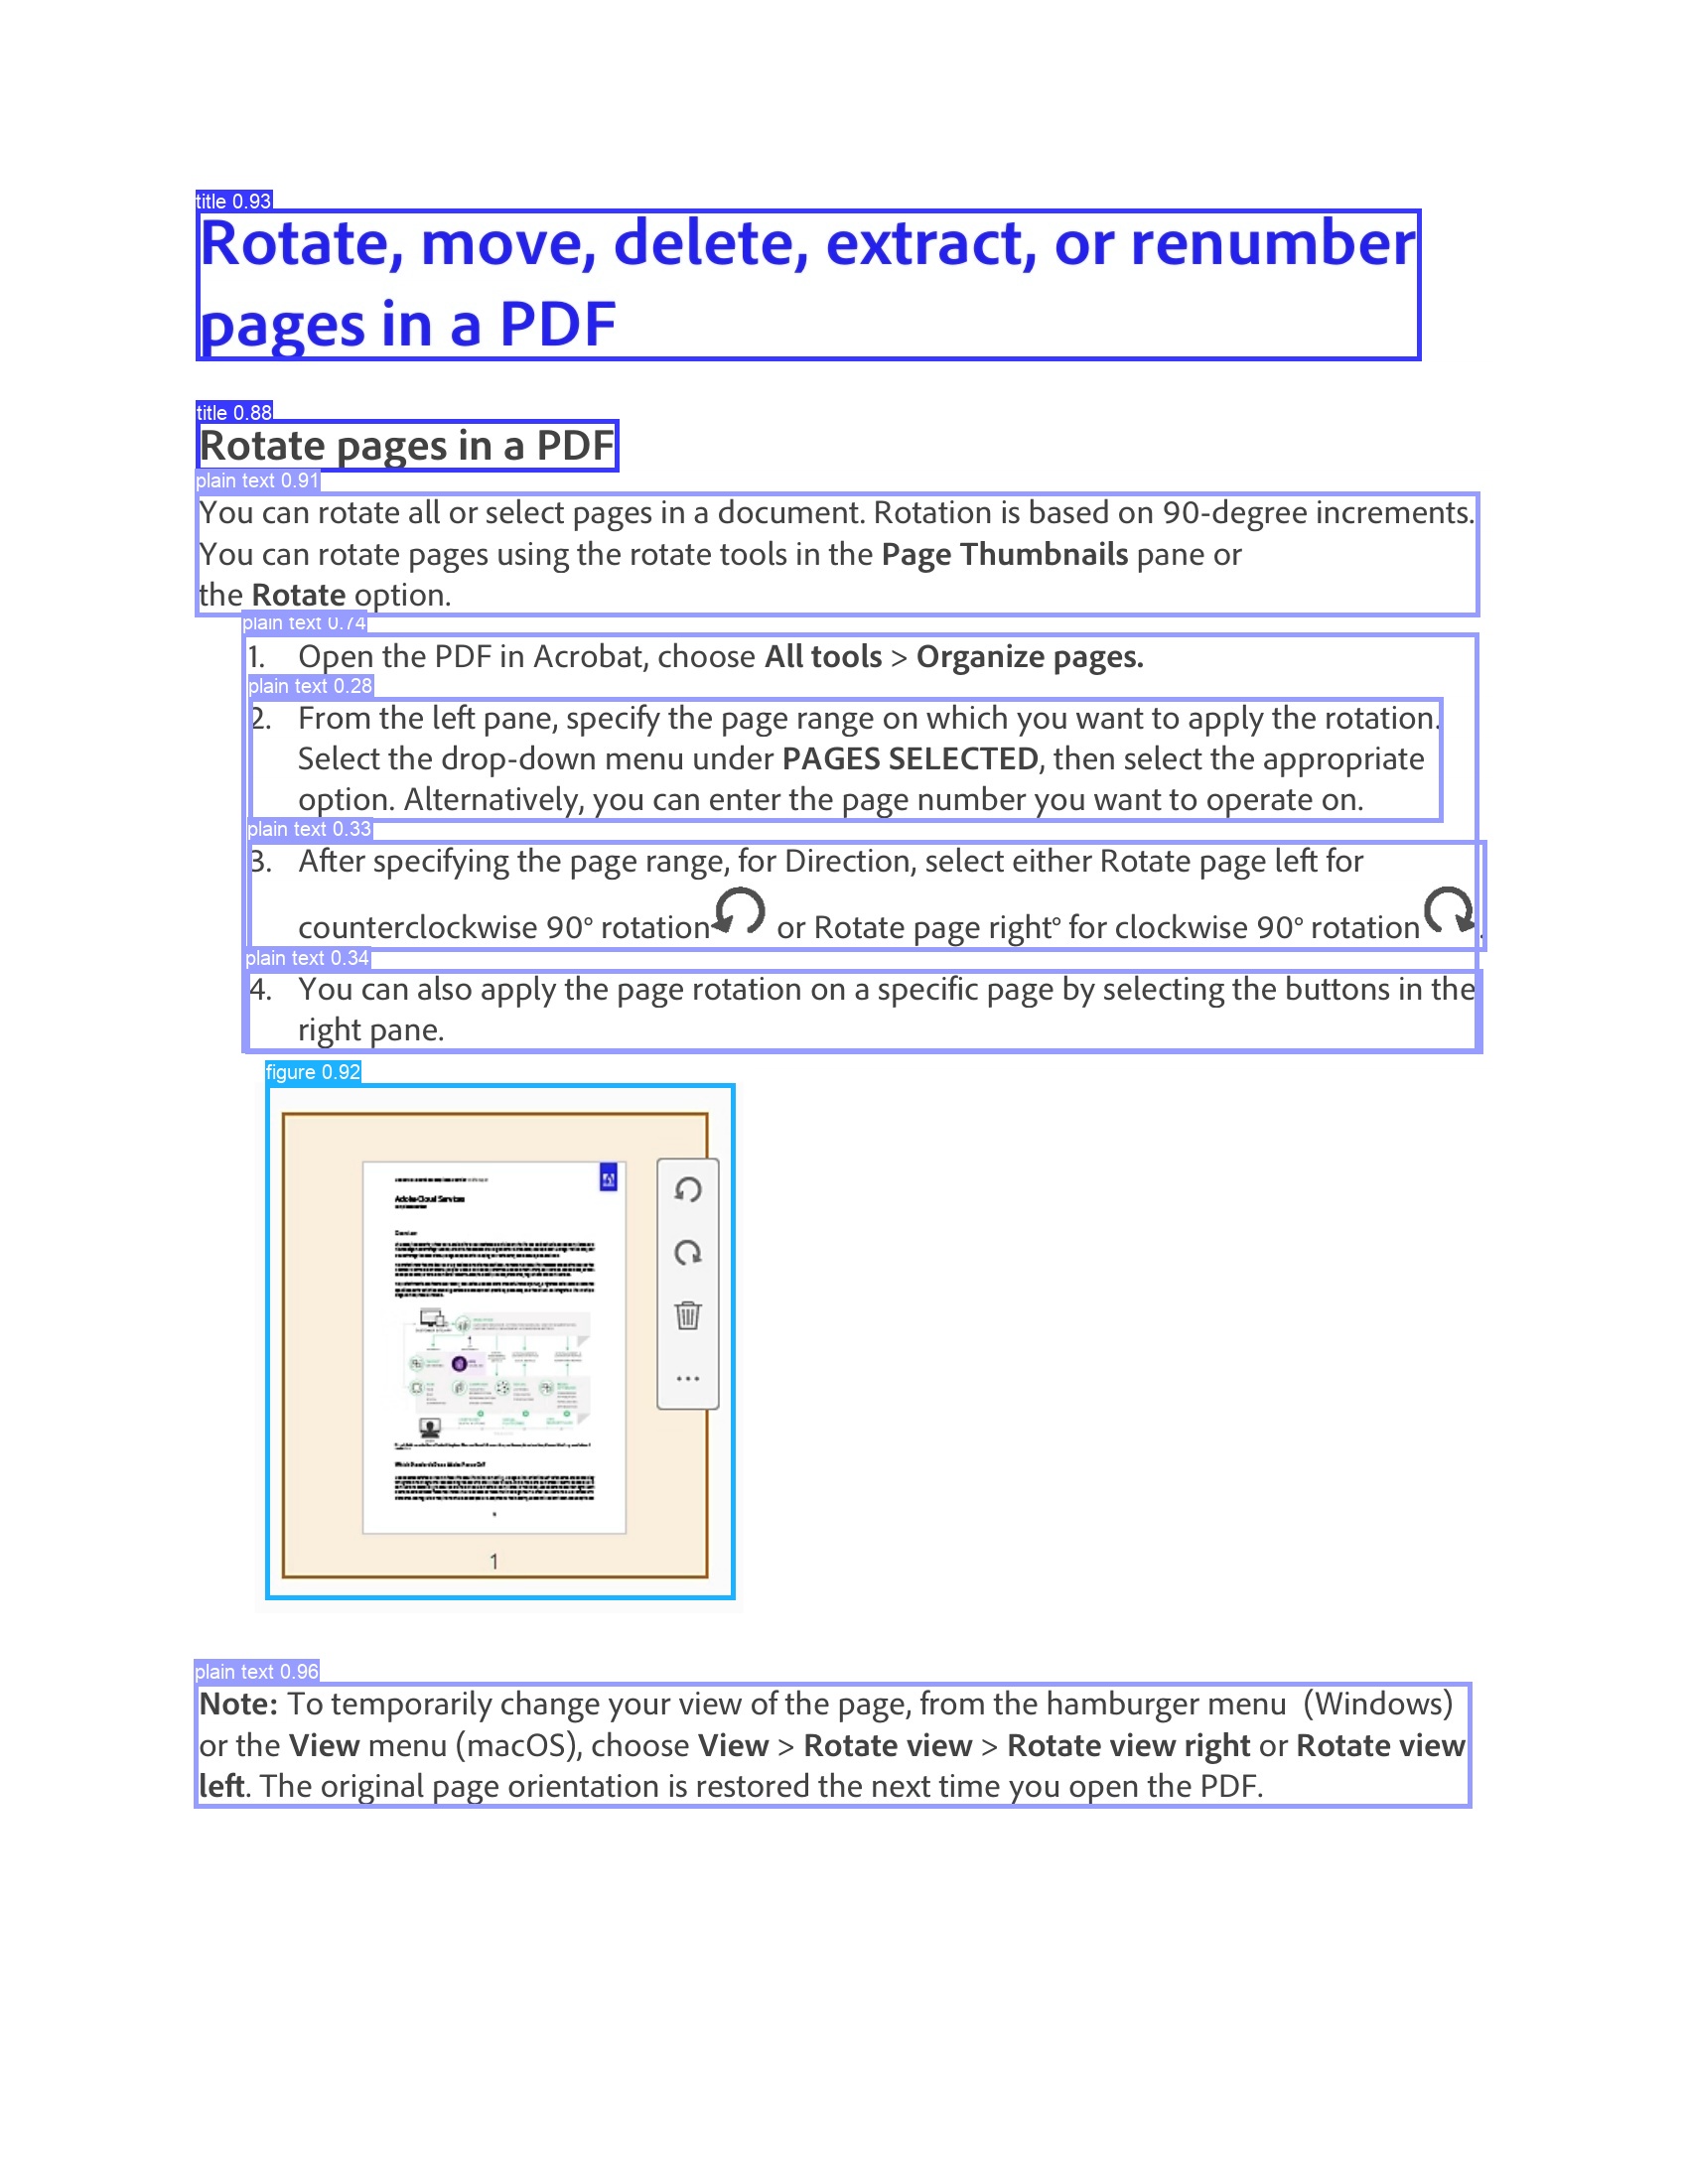 title 0.93
Rotate, move, delete, extract, or renumber
pages in a PDF
title 0.88
Rotate pages in a PDF
plain text 0.91
You can rotate all or select pages in a document. Rotation is based on 90-degree increments.
You can rotate pages using the rotate tools in the Page Thumbnails pane or
the Rotate option.
plain text 0.74
1. Open the PDF in Acrobat, choose All tools > Organize pages.
plain text 0.28
2. From the left pane, specify the page range on which you want to apply the rotation.
Select the drop-down menu under PAGES SELECTED, then select the appropriate
option. Alternatively, you can enter the page number you want to operate on.
plain text 0.33
3. After specifying the page range, for Direction, select either Rotate page left for
counterclockwise 90° rotation or Rotate page right° for clockwise 90° rotation .
plain text 0.34
4. You can also apply the page rotation on a specific page by selecting the buttons in the
right pane.
figure 0.92
Adobe Cloud Services
Overview
1
plain text 0.96
Note: To temporarily change your view of the page, from the hamburger menu (Windows)
or the View menu (macOS), choose View > Rotate view > Rotate view right or Rotate view
left. The original page orientation is restored the next time you open the PDF.